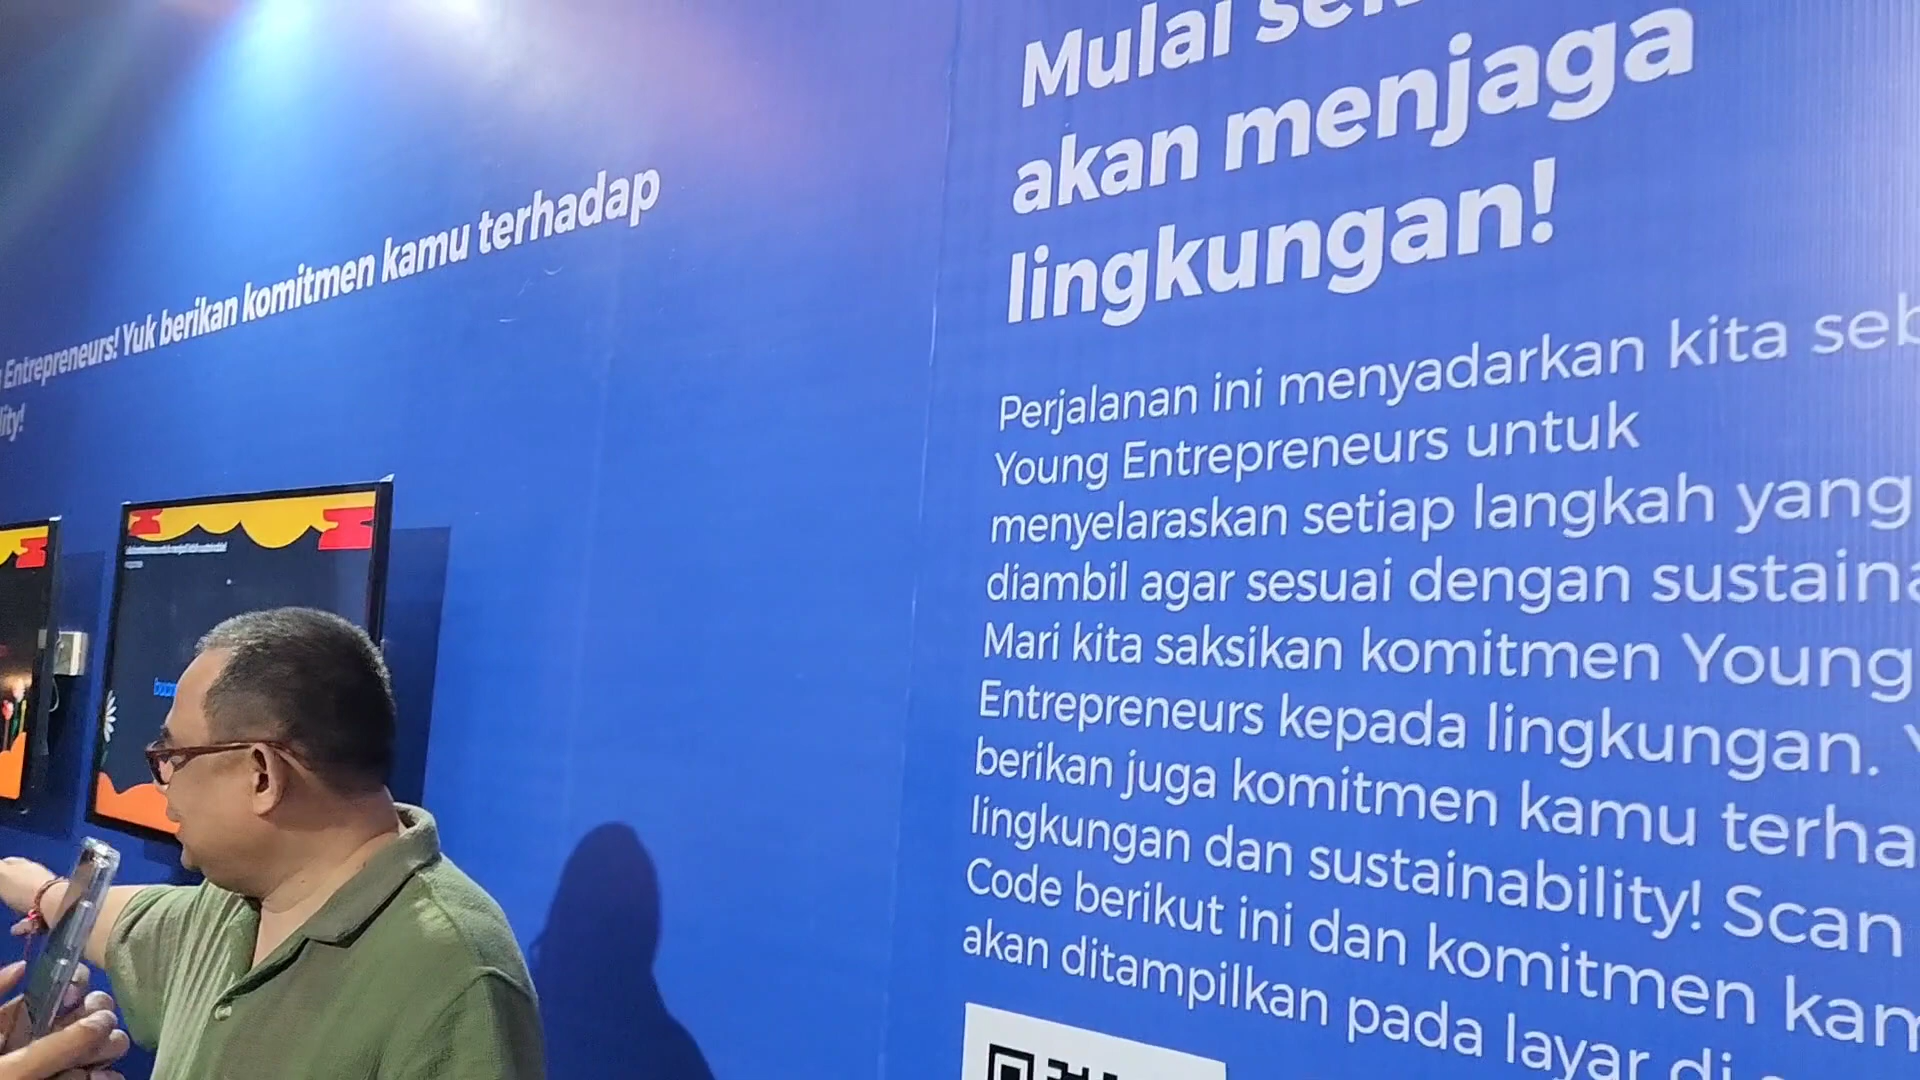 Entrepreneurs! Yuk berikan komitmen kamu terhadap
Mulai
akan menjaga
lingkungan!
Perjalanan ini menyadarkan kita seb
Young Entrepreneurs untuk
menyelaraskan setiap langkah yang
diambil agar sesuai dengan sustaina
Mari kita saksikan komitmen Young
Entrepreneurs kepada lingkungan. Y
berikan juga komitmen kamu terha
lingkungan dan sustainability! Scan
Code berikut ini dan komitmen kam
akan ditampilkan pada layar di